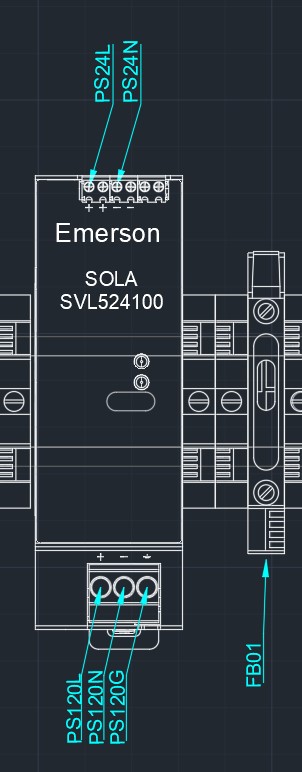 PS24L
PS24N
+ + − −
Emerson
SOLA
SVL524100
+ − ⏚
PS120L
PS120N
PS120G
FB01